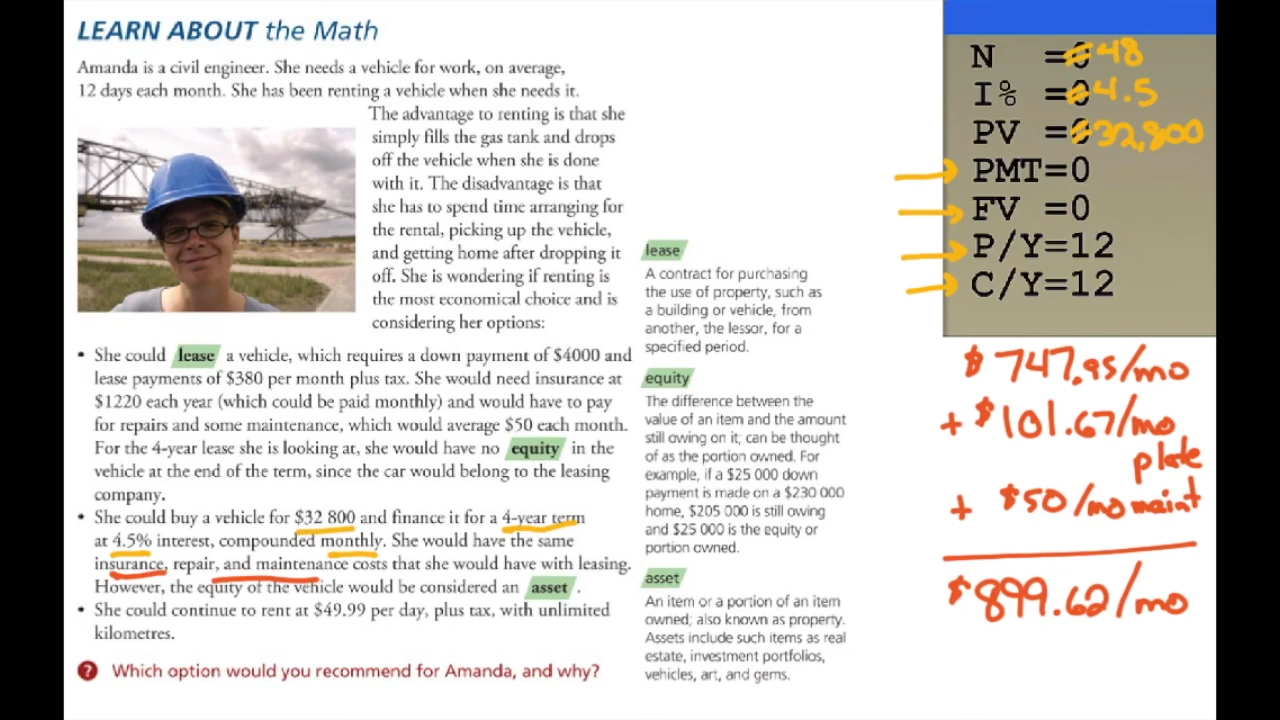 LEARN ABOUT the Math
Amanda is a civil engineer. She needs a vehicle for work, on average,
12 days each month. She has been renting a vehicle when she needs it.
The advantage to renting is that she
simply fills the gas tank and drops
off the vehicle when she is done
with it. The disadvantage is that
she has to spend time arranging for
the rental, picking up the vehicle,
and getting home after dropping it
off. She is wondering if renting is
the most economical choice and is
considering her options:
• She could lease a vehicle, which requires a down payment of $4000 and
lease payments of $380 per month plus tax. She would need insurance at
$1220 each year (which could be paid monthly) and would have to pay
for repairs and some maintenance, which would average $50 each month.
For the 4-year lease she is looking at, she would have no equity in the
vehicle at the end of the term, since the car would belong to the leasing
company.
• She could buy a vehicle for $32 800 and finance it for a 4-year term
at 4.5% interest, compounded monthly. She would have the same
insurance, repair, and maintenance costs that she would have with leasing.
However, the equity of the vehicle would be considered an asset.
• She could continue to rent at $49.99 per day, plus tax, with unlimited
kilometres.
? Which option would you recommend for Amanda, and why?
lease
A contract for purchasing
the use of property, such as
a building or vehicle, from
another, the lessor, for a
specified period.
equity
The difference between the
value of an item and the amount
still owing on it; can be thought
of as the portion owned. For
example, if a $25 000 down
payment is made on a $230 000
home, $205 000 is still owing
and $25 000 is the equity or
portion owned.
asset
An item or a portion of an item
owned; also known as property.
Assets include such items as real
estate, investment portfolios,
vehicles, art, and gems.
N =0 48
I% =0 4.5
PV =0 32,800
PMT=0
FV =0
P/Y=12
C/Y=12
$747.95/mo
+ $101.67/mo
plate
+ $50/mo maint
$899.62/mo